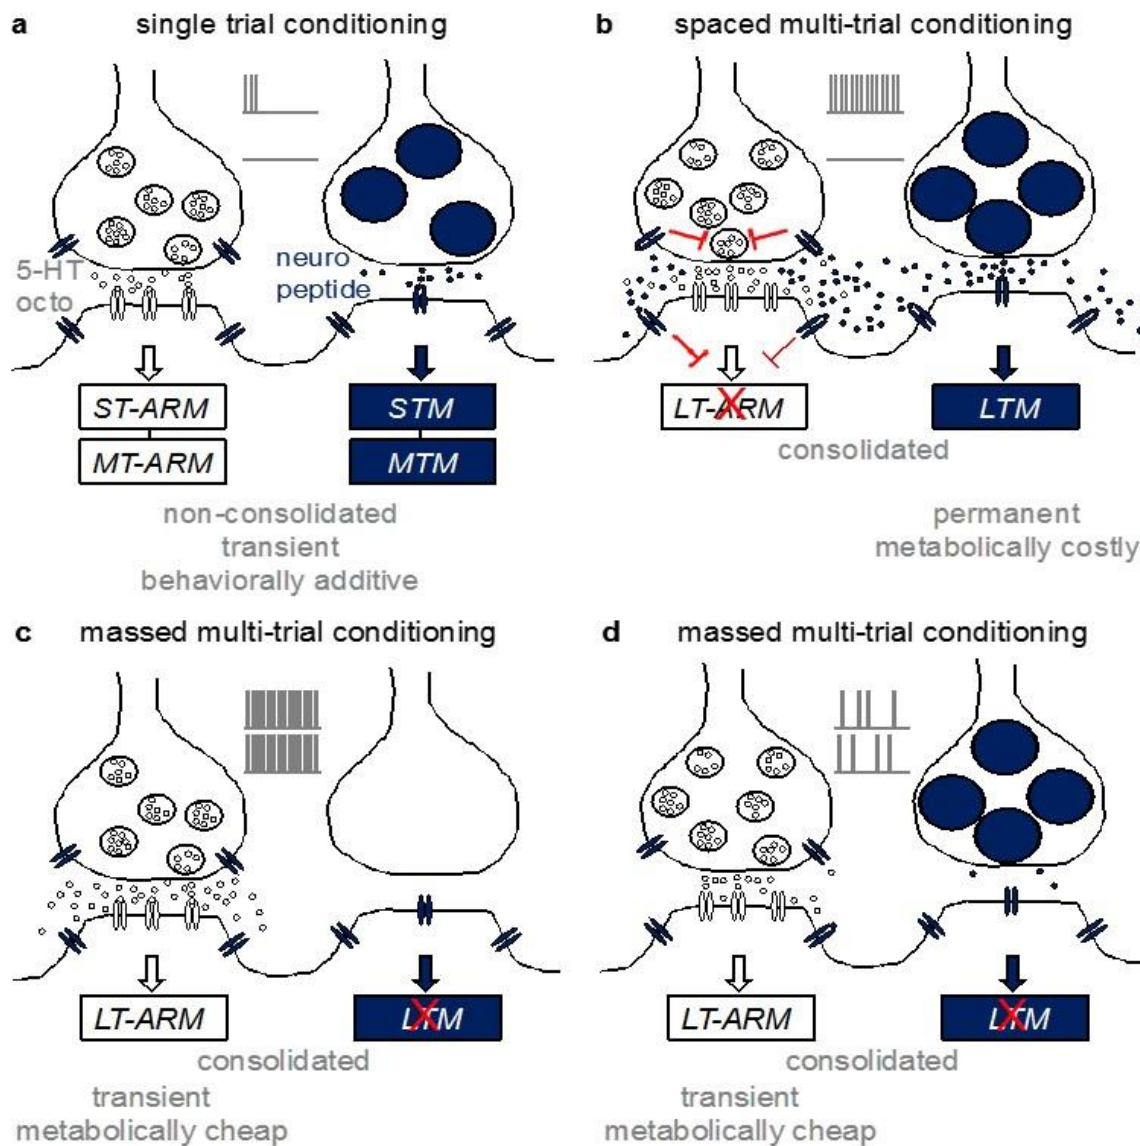 a single trial conditioning
5-HT
octo
neuro
peptide
ST-ARM
STM
MT-ARM
MTM
non-consolidated
transient
behaviorally additive
b spaced multi-trial conditioning
LT-ARM
LTM
consolidated
permanent
metabolically costly
c massed multi-trial conditioning
LT-ARM
LTM
consolidated
transient
metabolically cheap
d massed multi-trial conditioning
LT-ARM
LTM
consolidated
transient
metabolically cheap